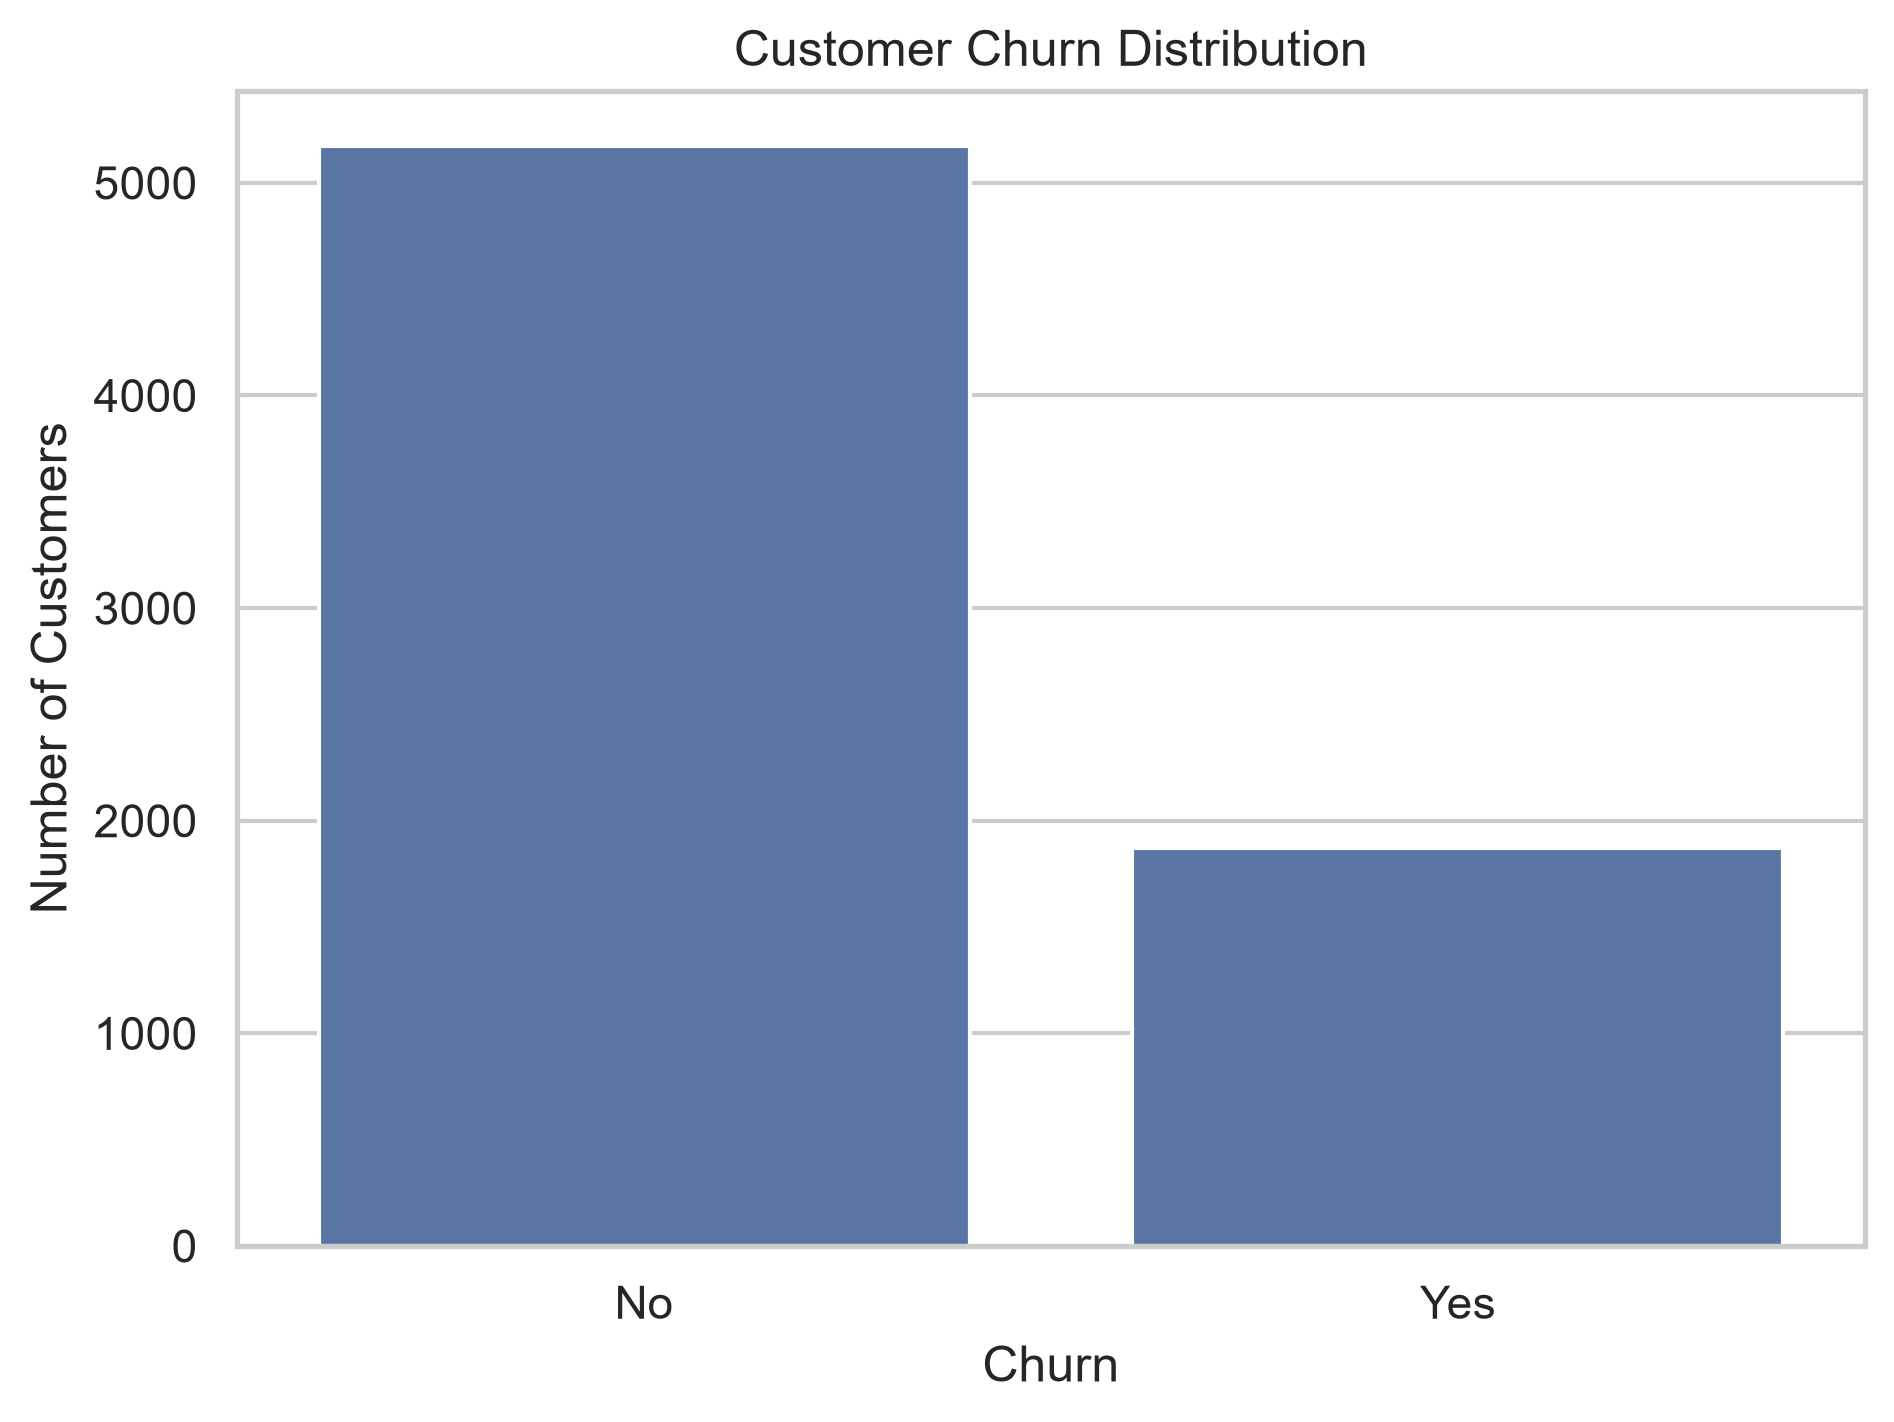 Customer Churn Distribution
Number of Customers
5000
4000
3000
2000
1000
0
No
Yes
Churn